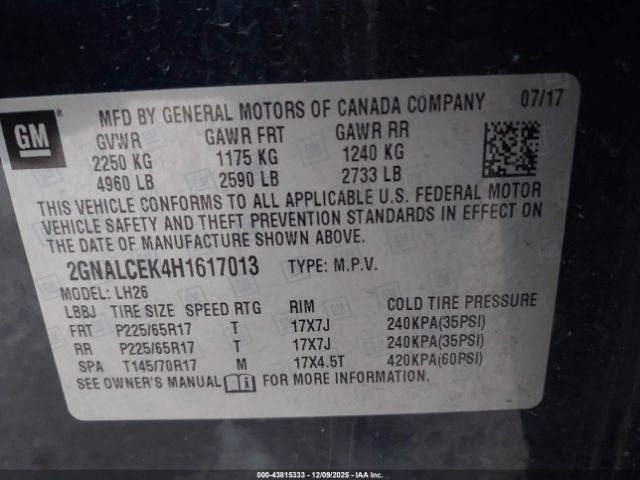 GM
MFD BY GENERAL MOTORS OF CANADA COMPANY 07/17
GVWR GAWR FRT GAWR RR
2250 KG 1175 KG 1240 KG
4960 LB 2590 LB 2733 LB
THIS VEHICLE CONFORMS TO ALL APPLICABLE U.S. FEDERAL MOTOR
VEHICLE SAFETY AND THEFT PREVENTION STANDARDS IN EFFECT ON
THE DATE OF MANUFACTURE SHOWN ABOVE.
2GNALCEK4H1617013 TYPE: M.P.V.
MODEL: LH26
LBBJ TIRE SIZE SPEED RTG RIM COLD TIRE PRESSURE
FRT P225/65R17 T 17X7J 240KPA(35PSI)
RR P225/65R17 T 17X7J 240KPA(35PSI)
SPA T145/70R17 M 17X4.5T 420KPA(60PSI)
SEE OWNER'S MANUAL FOR MORE INFORMATION.
000-43815333 - 12/09/2025 - IAA Inc.